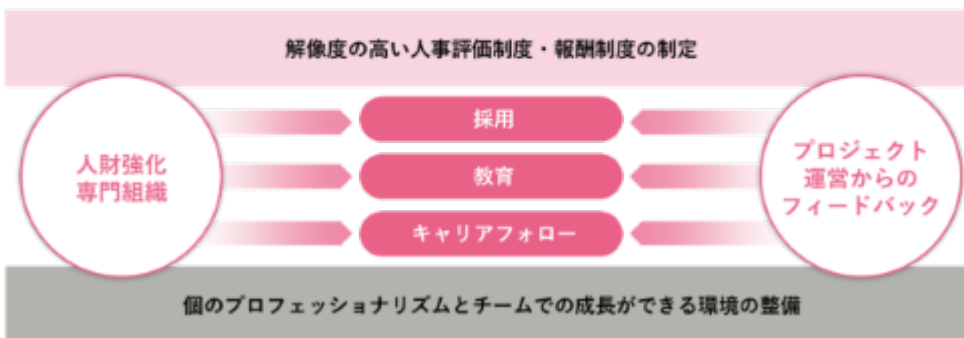 解像度の高い人事評価制度・報酬制度の制定
人財強化
専門組織
採用
教育
キャリアフォロー
プロジェクト
運営からの
フィードバック
個のプロフェッショナリズムとチームでの成長ができる環境の整備